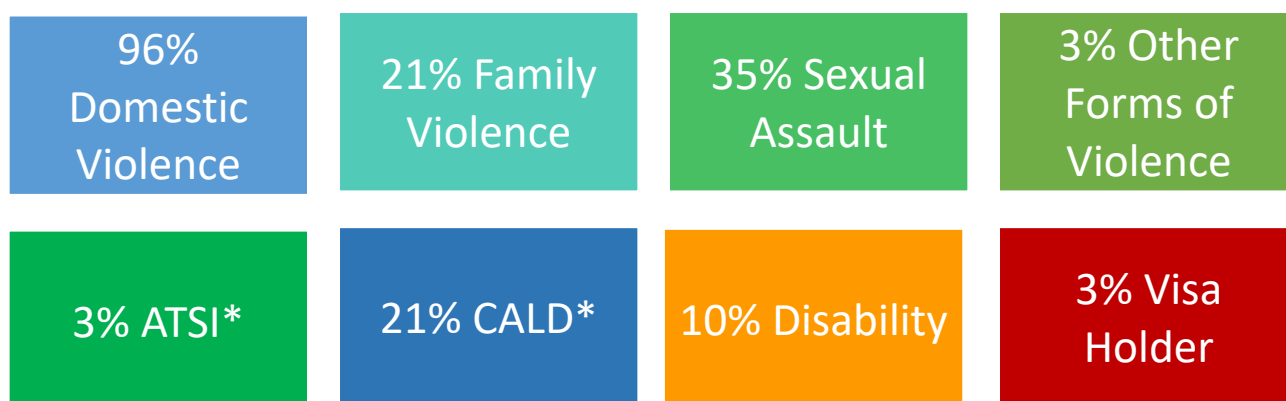 96%
Domestic
Violence
21% Family
Violence
35% Sexual
Assault
3% Other
Forms of
Violence
3% ATSI*
21% CALD*
10% Disability
3% Visa
Holder